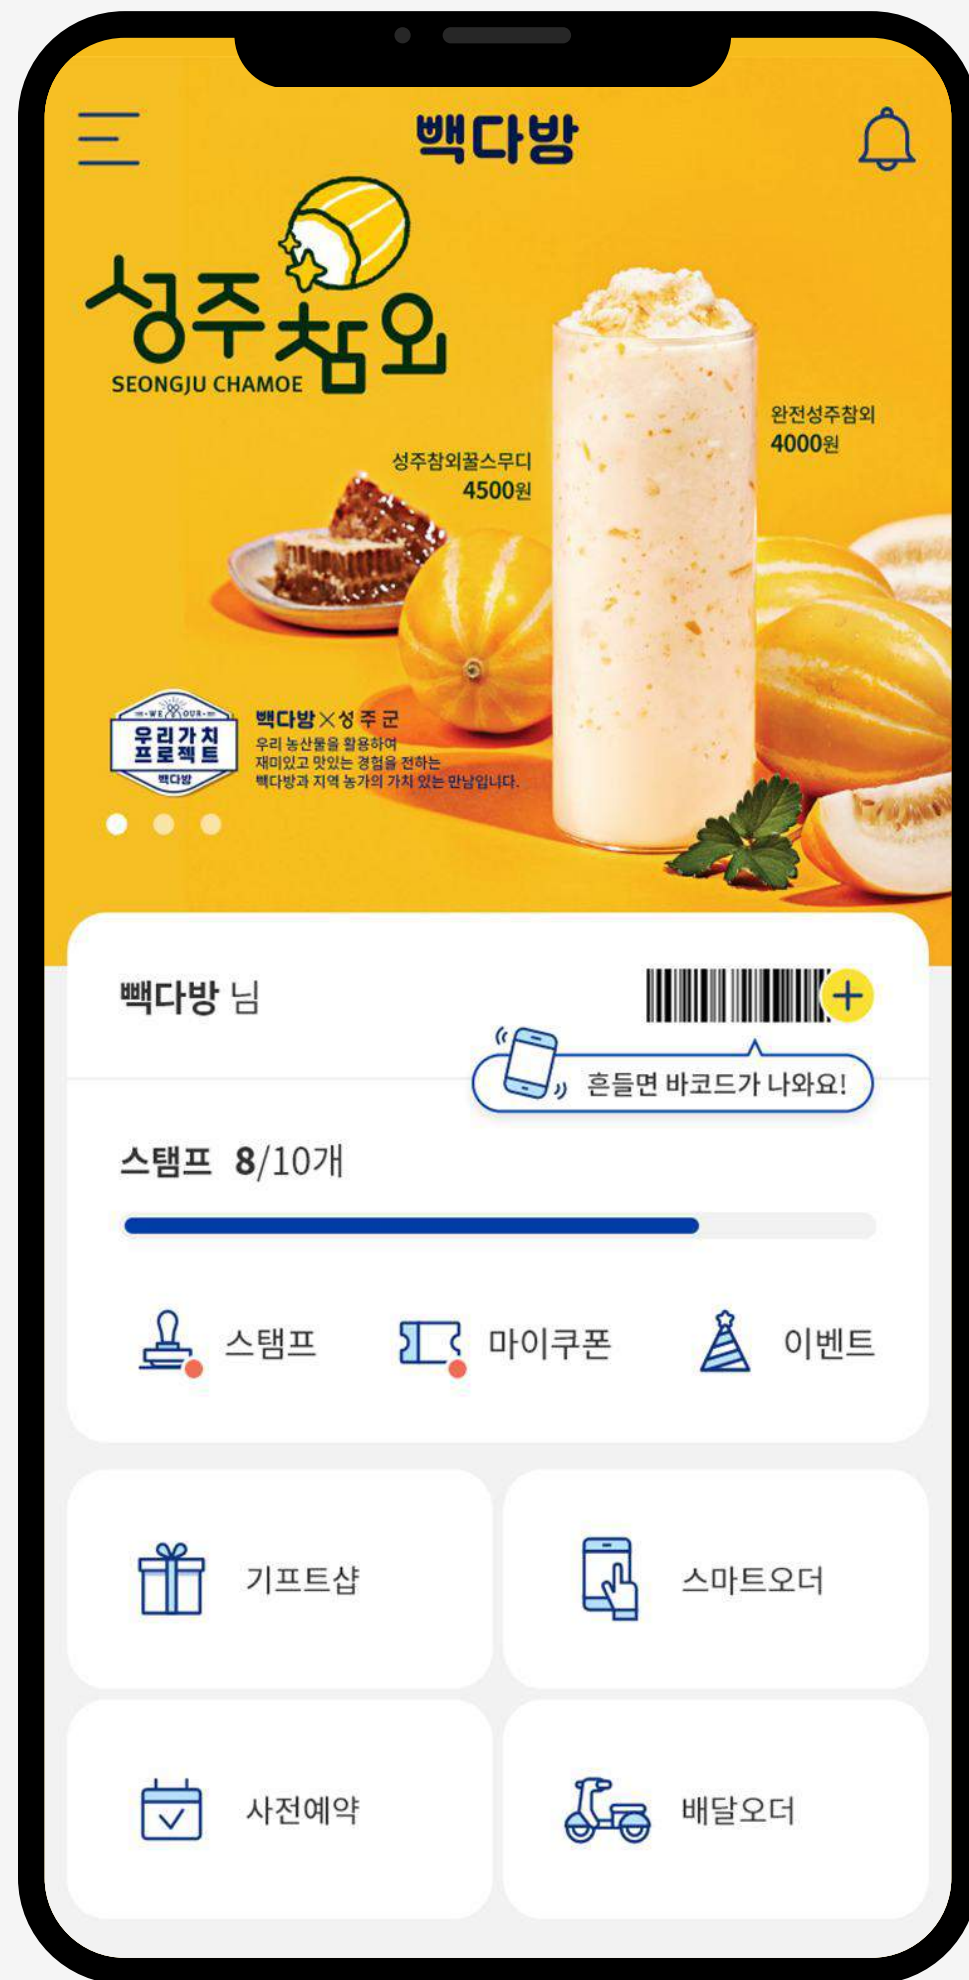 빽다방
성주참외
SEONGJU CHAMOE
완전성주참외
4000원
성주참외꿀스무디
4500원
WE OUR
우리가치
프로젝트
빽다방
빽다방×성주군
우리 농산물을 활용하여
재미있고 맛있는 경험을 전하는
빽다방과 지역 농가의 가치 있는 만남입니다.
빽다방 님
흔들면 바코드가 나와요!
스탬프 8/10개
스탬프
마이쿠폰
이벤트
기프트샵
스마트오더
사전예약
배달오더